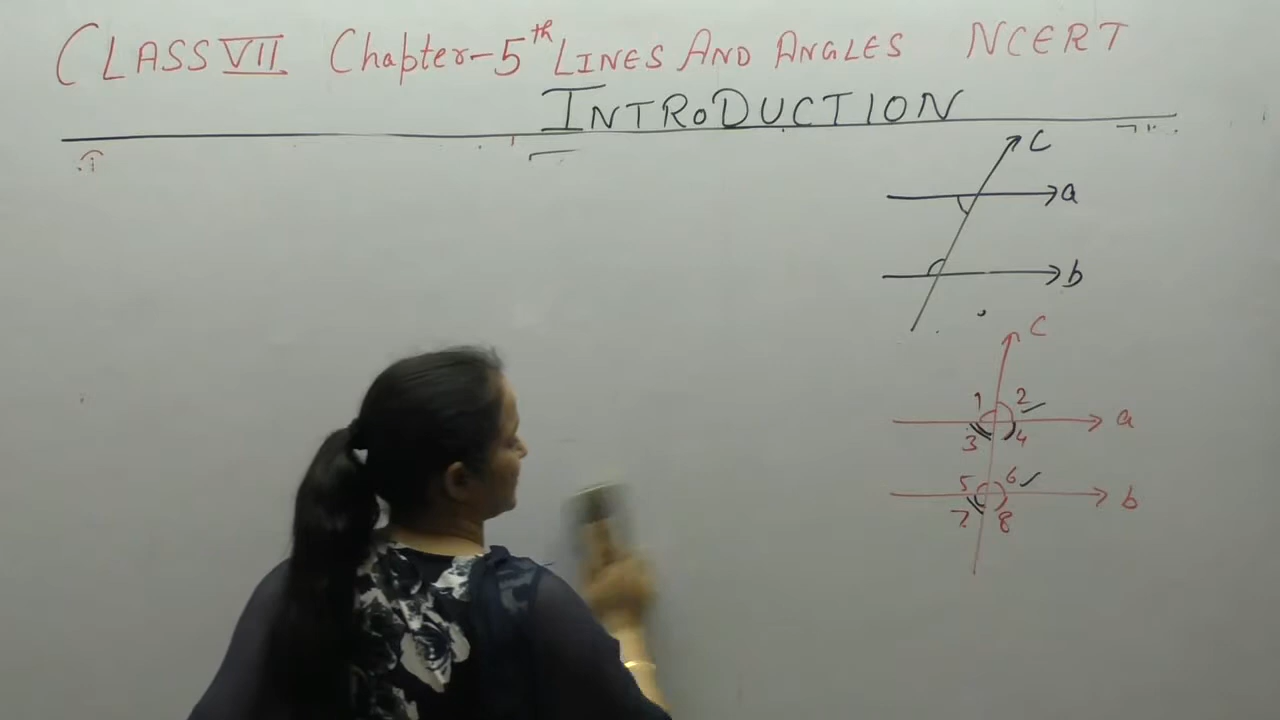 CLASS VII Chapter-5th LINES AND ANGLES NCERT
INTRODUCTION
c
a
b
c
1 2
a
3 4
5 6
b
7 8